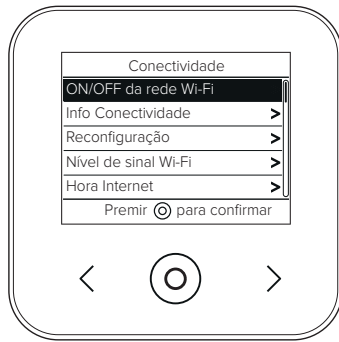 Conectividade
ON/OFF da rede Wi-Fi
Info Conectividade >
Reconfiguração >
Nível de sinal Wi-Fi >
Hora Internet >
Premir ⊚ para confirmar